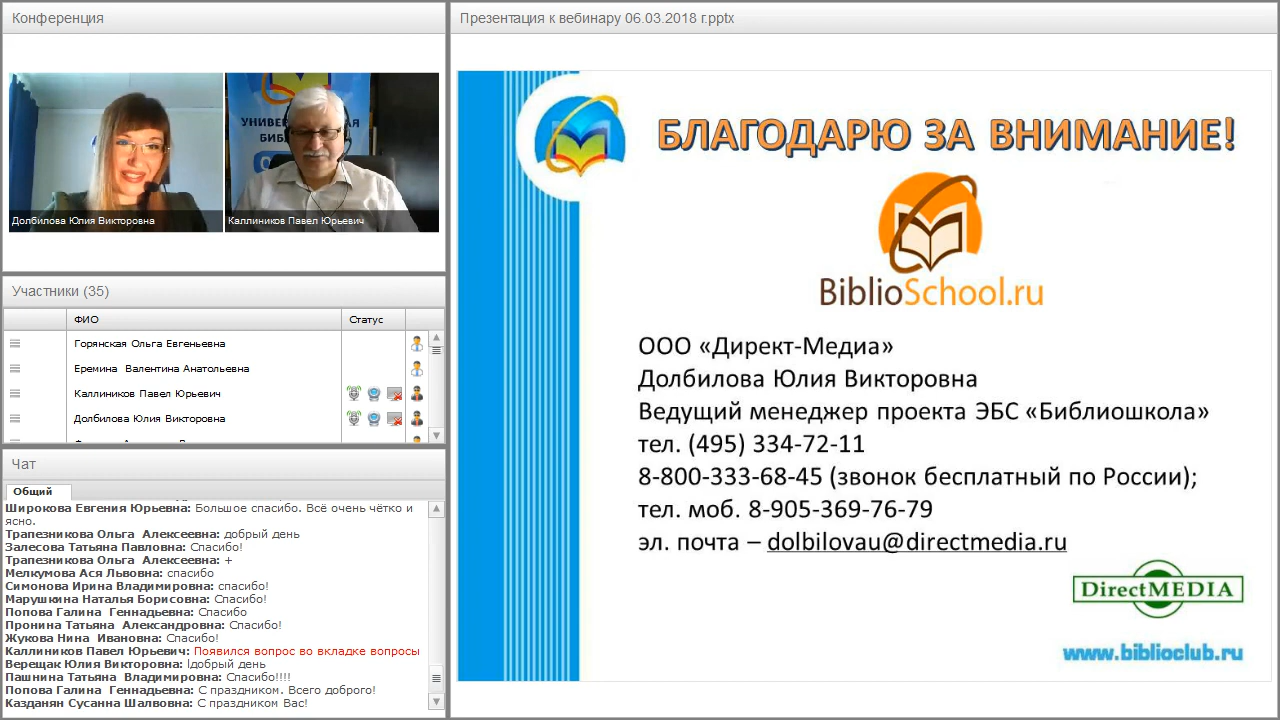 Конференция
УНИВЕР
АЯ
БИБ
Долбилова Юлия Викторовна
Каллиников Павел Юрьевич
Участники (35)
ФИО
Статус
Горянская Ольга Евгеньевна
Еремина Валентина Анатольевна
Каллиников Павел Юрьевич
Долбилова Юлия Викторовна
Чат
Общий
Широкова Евгения Юрьевна: Большое спасибо. Всё очень чётко и
ясно.
Трапезникова Ольга Алексеевна: добрый день
Залесова Татьяна Павловна: Спасибо!
Трапезникова Ольга Алексеевна: +
Мелкумова Ася Львовна: спасибо
Симонова Ирина Владимировна: спасибо!
Марушкина Наталья Борисовна: Спасибо!
Попова Галина Геннадьевна: Спасибо
Пронина Татьяна Александровна: Спасибо!
Жукова Нина Ивановна: Спасибо!
Каллиников Павел Юрьевич: Появился вопрос во вкладке вопросы
Верещак Юлия Викторовна: !добрый день
Пашнина Татьяна Владимировна: Спасибо!!!!
Попова Галина Геннадьевна: С праздником. Всего доброго!
Казданян Сусанна Шалвовна: С праздником Вас!
Презентация к вебинару 06.03.2018 г.pptx
БЛАГОДАРЮ ЗА ВНИМАНИЕ!
BiblioSchool.ru
ООО «Директ-Медиа»
Долбилова Юлия Викторовна
Ведущий менеджер проекта ЭБС «Библиошкола»
тел. (495) 334-72-11
8-800-333-68-45 (звонок бесплатный по России);
тел. моб. 8-905-369-76-79
эл. почта – dolbilovau@directmedia.ru
DirectMEDIA
www.biblioclub.ru